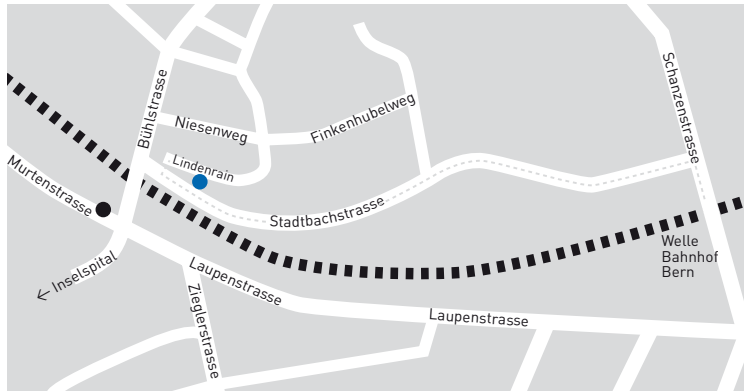 Bühlstrasse
Schanzenstrasse
Niesenweg
Finkenhubelweg
Lindenrain
Murtenstrasse
Stadtbachstrasse
Welle
Bahnhof
Bern
← Inselspital
Laupenstrasse
Zieglerstrasse
Laupenstrasse